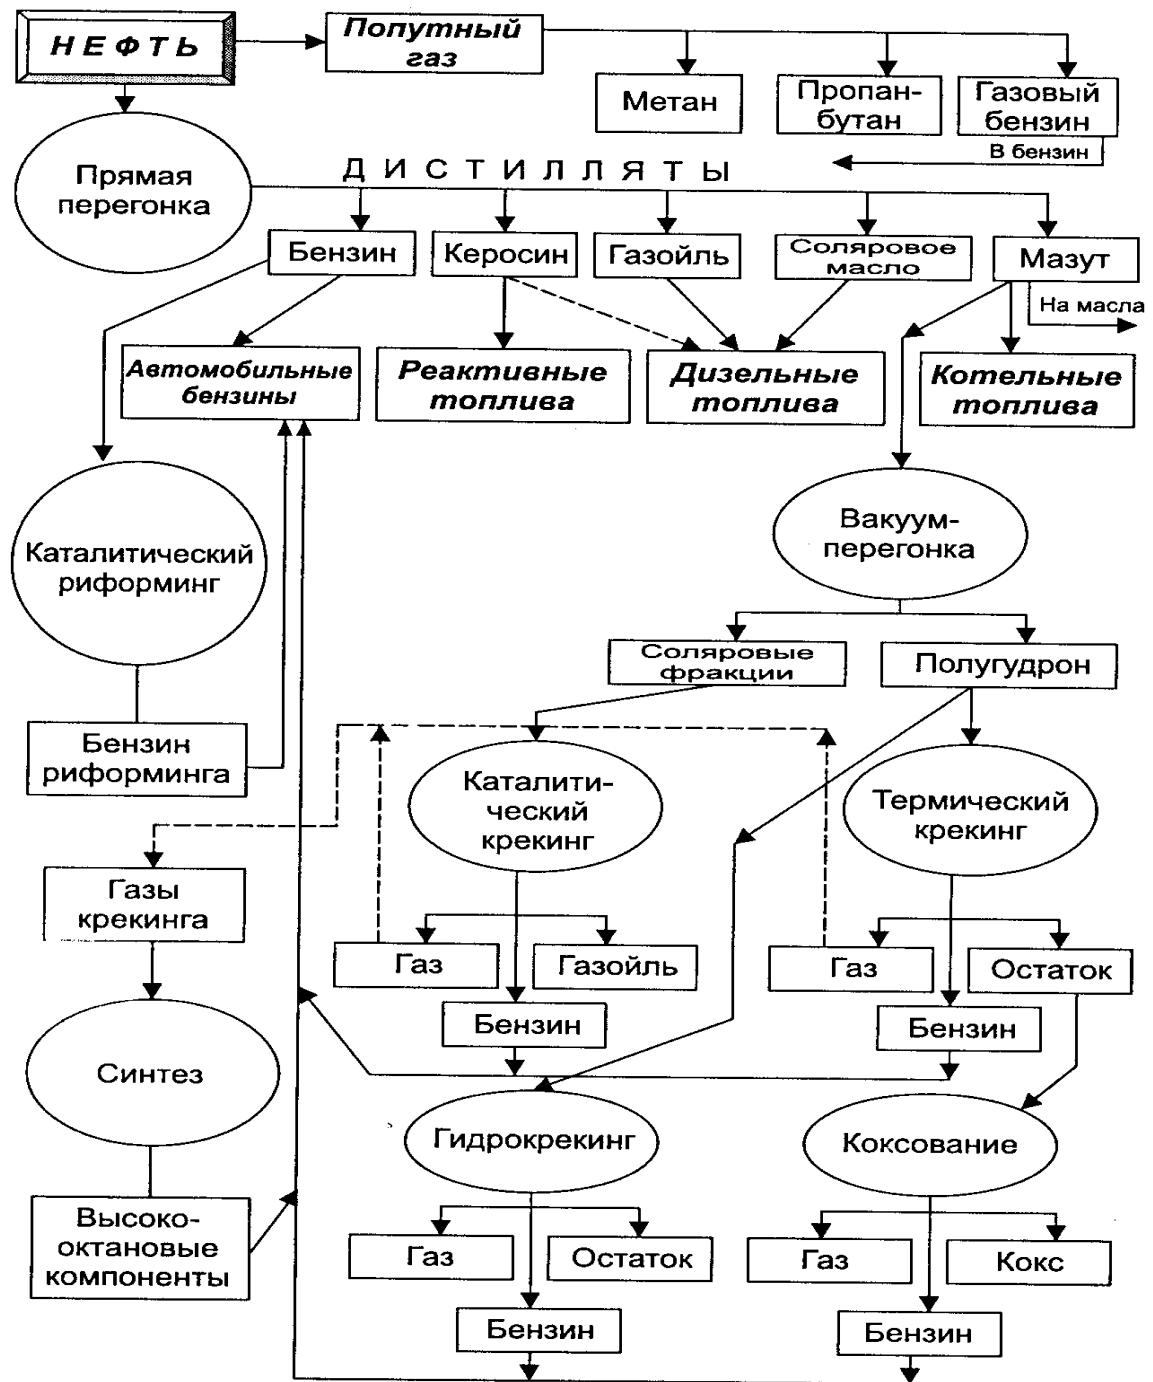 НЕФТЬ
Попутный
газ
Метан
Пропан-
бутан
Газовый
бензин
В бензин
Прямая
перегонка
ДИСТИЛЛЯТЫ
Бензин
Керосин
Газойль
Соляровое
масло
Мазут
На масла
Автомобильные
бензины
Реактивные
топлива
Дизельные
топлива
Котельные
топлива
Каталитический
риформинг
Вакуум-
перегонка
Соляровые
фракции
Полугудрон
Бензин
риформинга
Каталити-
ческий
крекинг
Термический
крекинг
Газы
крекинга
Газ
Газойль
Газ
Остаток
Бензин
Бензин
Синтез
Гидрокрекинг
Коксование
Высоко-
октановые
компоненты
Газ
Остаток
Газ
Кокс
Бензин
Бензин